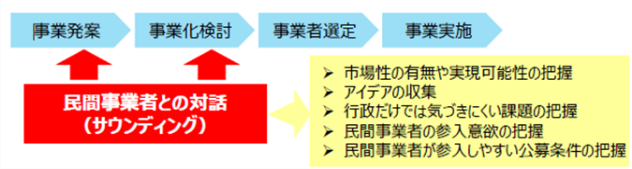 事業発案
事業化検討
事業者選定
事業実施
民間事業者との対話
（サウンディング）
➢ 市場性の有無や実現可能性の把握
➢ アイデアの収集
➢ 行政だけでは気づきにくい課題の把握
➢ 民間事業者の参入意欲の把握
➢ 民間事業者が参入しやすい公募条件の把握